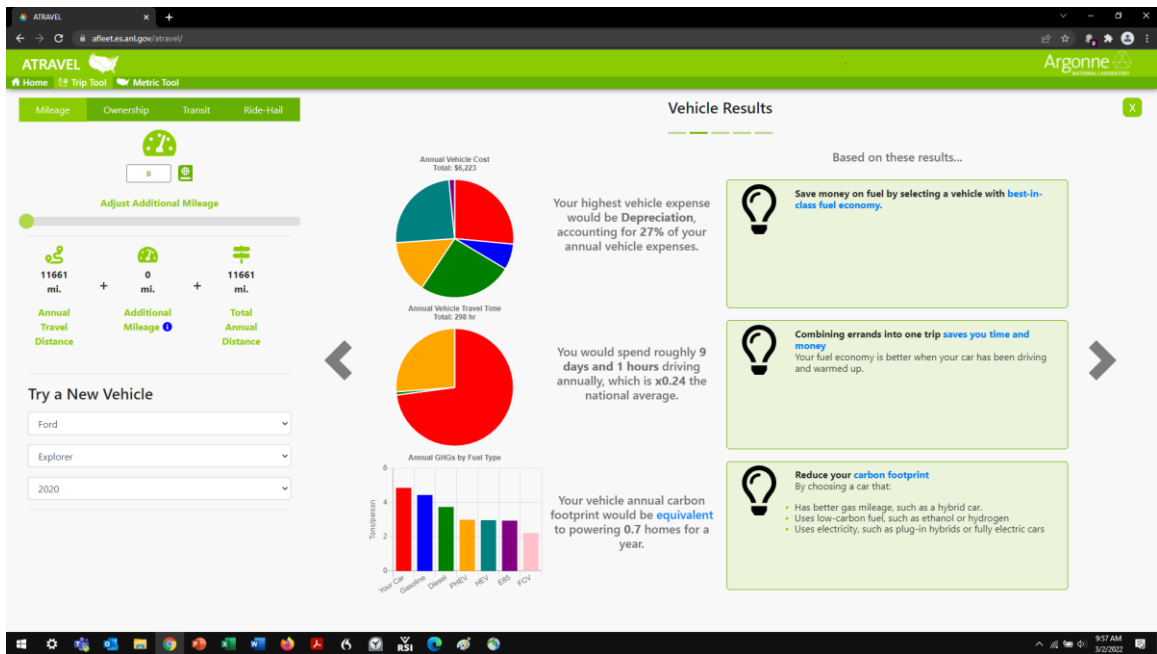 ATRAVEL
afleet.es.anl.gov/atravel/
ATRAVEL
Argonne
NATIONAL LABORATORY
Home Trip Tool Metric Tool
Mileage Ownership Transit Ride-Hail
0
Adjust Additional Mileage
11661 mi. + 0 mi. + 11661 mi.
Annual Travel Distance
Additional Mileage
Total Annual Distance
Try a New Vehicle
Ford
Explorer
2020
Vehicle Results
X
Annual Vehicle Cost
Total: $6,223
Your highest vehicle expense
would be Depreciation,
accounting for 27% of your
annual vehicle expenses.
Annual Vehicle Travel Time
Total: 298 hr
You would spend roughly 9
days and 1 hours driving
annually, which is x0.24 the
national average.
Annual GHGs by Fuel Type
Tons/person
6
4
2
0
Your Car Gasoline Diesel PHEV HEV E85 FCV
Your vehicle annual carbon
footprint would be equivalent
to powering 0.7 homes for a
year.
Based on these results...
Save money on fuel by selecting a vehicle with best-in-
class fuel economy.
Combining errands into one trip saves you time and
money
Your fuel economy is better when your car has been driving
and warmed up.
Reduce your carbon footprint
By choosing a car that:
• Has better gas mileage, such as a hybrid car.
• Uses low-carbon fuel, such as ethanol or hydrogen
• Uses electricity, such as plug-in hybrids or fully electric cars
RSI
9:57 AM
3/2/2022